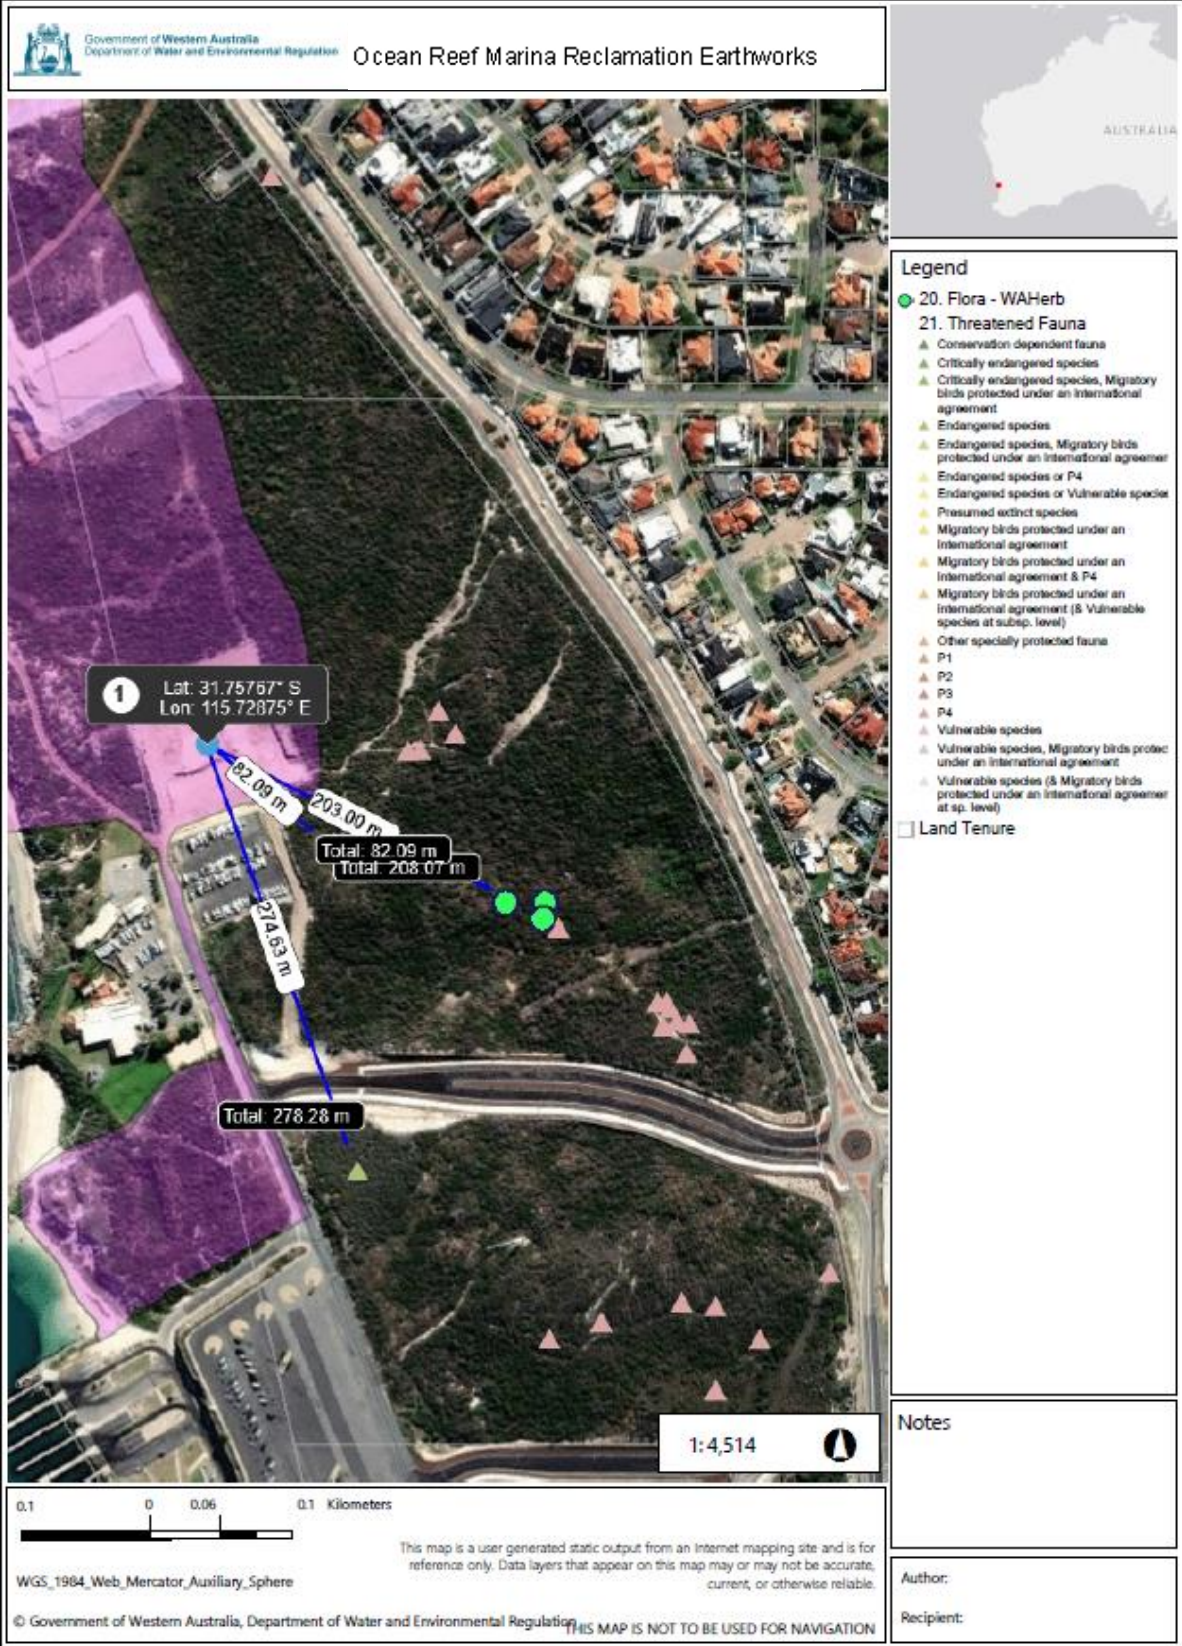 Government of Western Australia
Department of Water and Environmental Regulation
Ocean Reef Marina Reclamation Earthworks
AUSTRALIA
Legend
20. Flora - WAHerb
21. Threatened Fauna
Conservation dependent fauna
Critically endangered species
Critically endangered species, Migratory
birds protected under an international
agreement
Endangered species
Endangered species, Migratory birds
protected under an international agreemer
Endangered species or P4
Endangered species or Vulnerable species
Presumed extinct species
Migratory birds protected under an
international agreement
Migratory birds protected under an
international agreement & P4
Migratory birds protected under an
international agreement (& Vulnerable
species at subsp. level)
Other specially protected fauna
P1
P2
P3
P4
Vulnerable species
Vulnerable species, Migratory birds protec
under an international agreement
Vulnerable species (& Migratory birds
protected under an international agreemer
at sp. level)
Land Tenure
1
Lat: 31.75767° S
Lon: 115.72875° E
82.09 m
203.00 m
Total: 82.09 m
Total: 208.07 m
274.63 m
Total: 278.28 m
1: 4,514
Notes
0.1 0 0.06 0.1 Kilometers
This map is a user generated static output from an Internet mapping site and is for
reference only. Data layers that appear on this map may or may not be accurate,
current, or otherwise reliable.
WGS_1984_Web_Mercator_Auxiliary_Sphere
© Government of Western Australia, Department of Water and Environmental Regulation
THIS MAP IS NOT TO BE USED FOR NAVIGATION
Author:
Recipient: